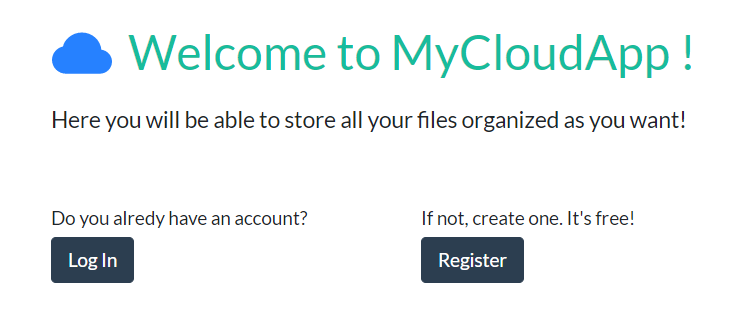 Welcome to MyCloudApp !
Here you will be able to store all your files organized as you want!
Do you alredy have an account?
If not, create one. It's free!
Log In
Register